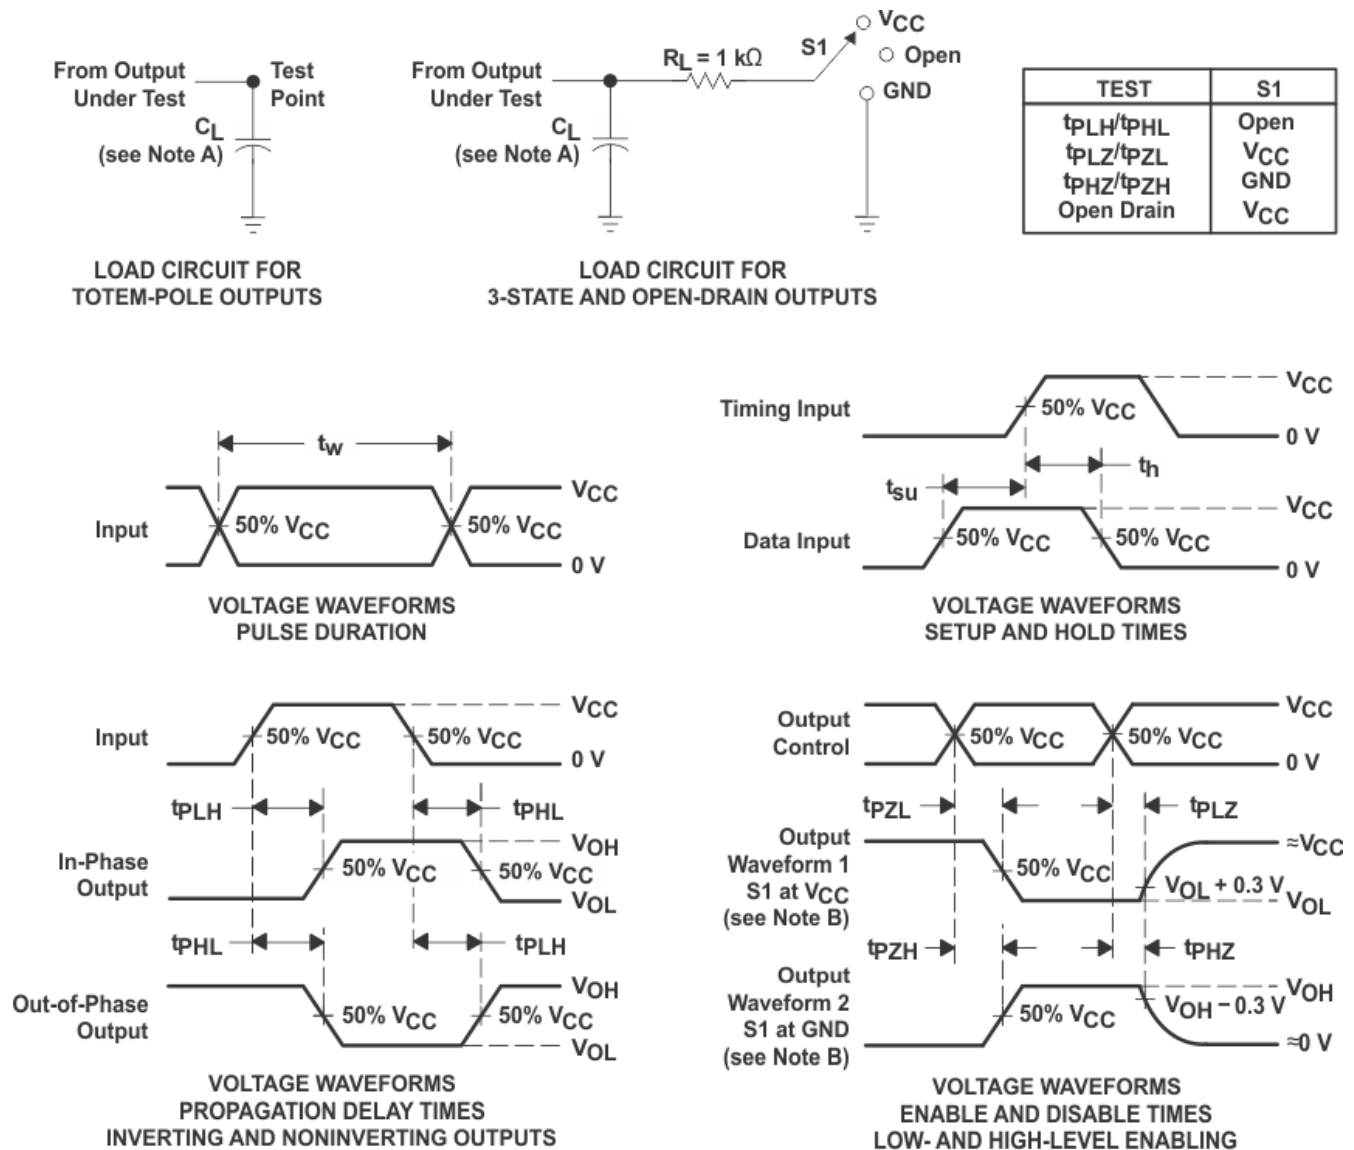 From Output
Under Test
Test
Point
CL
(see Note A)
LOAD CIRCUIT FOR
TOTEM-POLE OUTPUTS
From Output
Under Test
RL = 1 kΩ
S1
VCC
Open
GND
CL
(see Note A)
LOAD CIRCUIT FOR
3-STATE AND OPEN-DRAIN OUTPUTS
TEST S1
tPLH/tPHL Open
tPLZ/tPZL VCC
tPHZ/tPZH GND
Open Drain VCC
tw
Input
50% VCC
50% VCC
VCC
0 V
VOLTAGE WAVEFORMS
PULSE DURATION
Timing Input
50% VCC
VCC
0 V
tsu
th
Data Input
50% VCC
50% VCC
VCC
0 V
VOLTAGE WAVEFORMS
SETUP AND HOLD TIMES
Input
50% VCC
50% VCC
VCC
0 V
tPLH
tPHL
In-Phase
Output
50% VCC
50% VCC
VOH
VOL
tPHL
tPLH
Out-of-Phase
Output
50% VCC
50% VCC
VOH
VOL
VOLTAGE WAVEFORMS
PROPAGATION DELAY TIMES
INVERTING AND NONINVERTING OUTPUTS
Output
Control
50% VCC
50% VCC
VCC
0 V
tPZL
tPLZ
Output
Waveform 1
S1 at VCC
(see Note B)
50% VCC
VOL + 0.3 V
≈VCC
VOL
tPZH
tPHZ
Output
Waveform 2
S1 at GND
(see Note B)
50% VCC
VOH − 0.3 V
VOH
≈0 V
VOLTAGE WAVEFORMS
ENABLE AND DISABLE TIMES
LOW- AND HIGH-LEVEL ENABLING